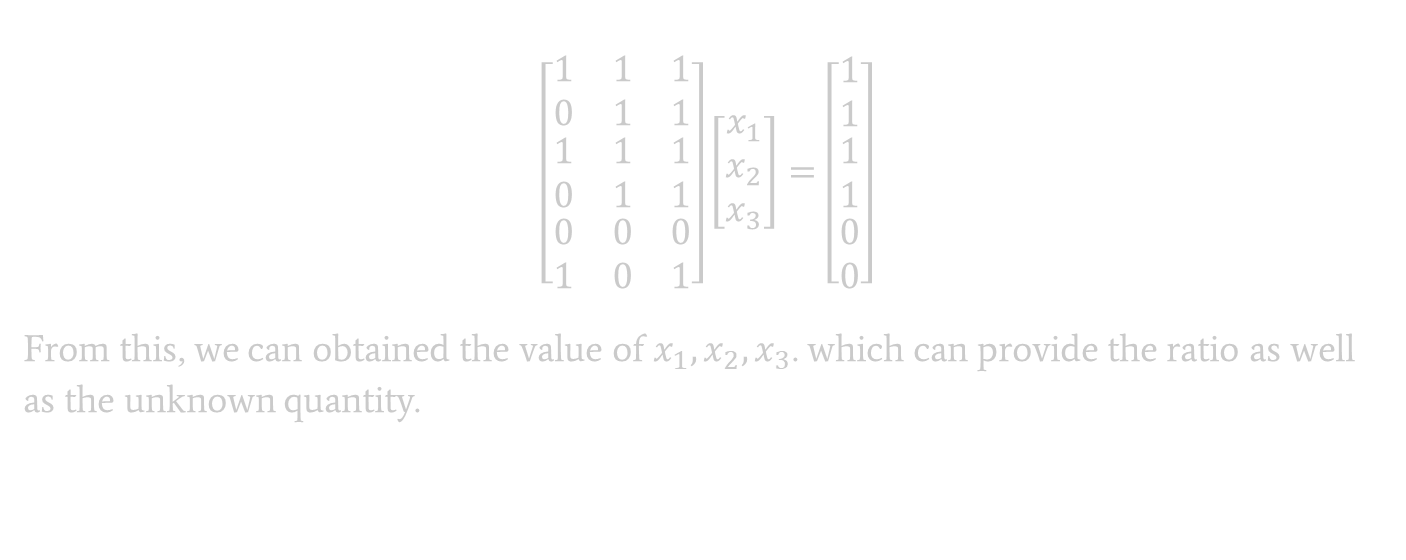 1 1 1 1
0 1 1 1
1 1 1 x₁ 1
0 1 1 x₂ = 1
0 0 0 x₃ 0
1 0 1 0
From this, we can obtained the value of x₁, x₂, x₃. which can provide the ratio as well
as the unknown quantity.